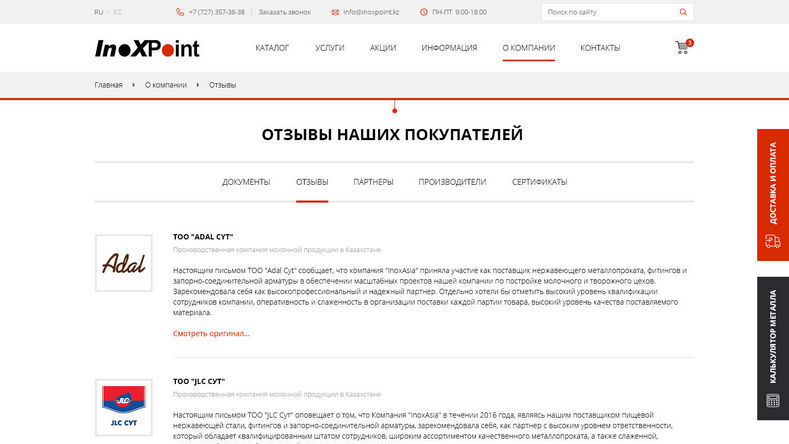 RU KZ +7 (727) 357-38-38 Заказать звонок info@inoxpoint.kz ПН-ПТ 9:00-18:00 Поиск по сайту
InoXPoint КАТАЛОГ УСЛУГИ АКЦИИ ИНФОРМАЦИЯ О КОМПАНИИ КОНТАКТЫ 3
Главная О компании Отзывы
ОТЗЫВЫ НАШИХ ПОКУПАТЕЛЕЙ
ДОКУМЕНТЫ ОТЗЫВЫ ПАРТНЕРЫ ПРОИЗВОДИТЕЛИ СЕРТИФИКАТЫ
ДОСТАВКА И ОПЛАТА
КАЛЬКУЛЯТОР МЕТАЛЛА
Adal
ТОО "ADAL СҮТ"
Производственная компания молочной продукции в Казахстане
Настоящим письмом ТОО "Adal Сүт" сообщает, что компания "InoxAsia" приняла участие как поставщик нержавеющего металлопроката, фитингов и
запорно-соединительной арматуры в обеспечении масштабных проектов нашей компании по постройке молочного и творожного цехов.
Зарекомендовала себя как высокопрофессиональный и надежный партнер. Отдельно хотели бы отметить высокий уровень квалификации
сотрудников компании, оперативность и слаженность в организации поставки каждой партии товара, высокий уровень качества поставляемого
материала.
Смотреть оригинал...
JLC
JLC СҮТ
ТОО "JLC СҮТ"
Производственная компания молочной продукции в Казахстане
Настоящим письмом ТОО "JLC Сүт" оповещает о том, что Компания "InoxAsia" в течении 2016 года, являясь нашим поставщиком пищевой
нержавеющей стали, фитингов и запорно-соединительной арматуры, зарекомендовала себя, как партнер с высоким уровнем ответственности,
который обладает квалифицированным штатом сотрудников, широким ассортиментом качественного металлопроката, а также слаженной,